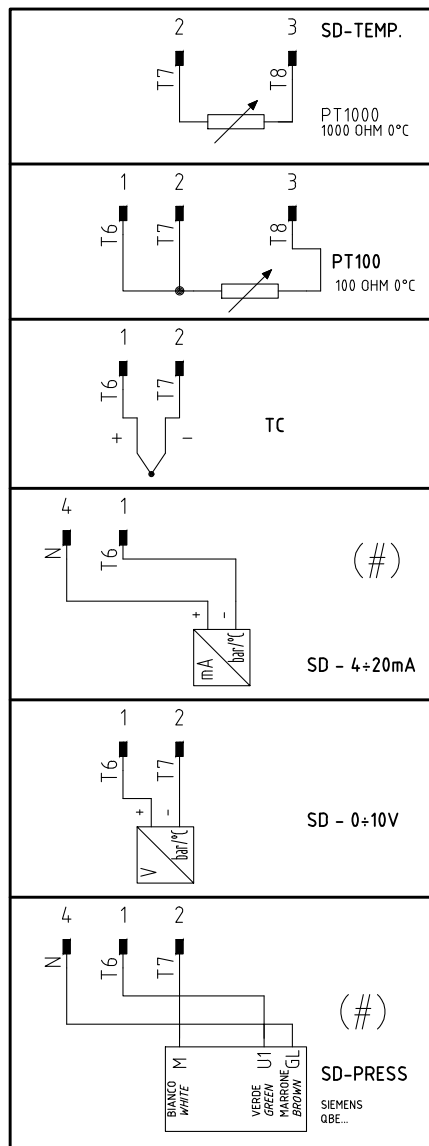 2 3 SD-TEMP.
T7 T8
PT1000
1000 OHM 0°C
1 2 3
T6 T7 T8
PT100
100 OHM 0°C
1 2
T6 T7
+ -
TC
4 1
N T6
(#)
+ -
mA bar/°C
SD - 4÷20mA
1 2
T6 T7
+ -
V bar/°C
SD - 0÷10V
4 1 2
N T6 T7
(#)
M U1 GL
BIANCO VERDE MARRONE
WHITE GREEN BROWN
SD-PRESS
SIEMENS
QBE...